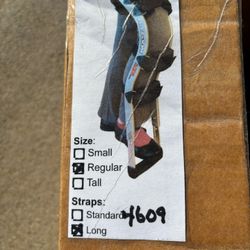 Size:
Small
Regular
Tall
Straps:
Standard 4609
Long